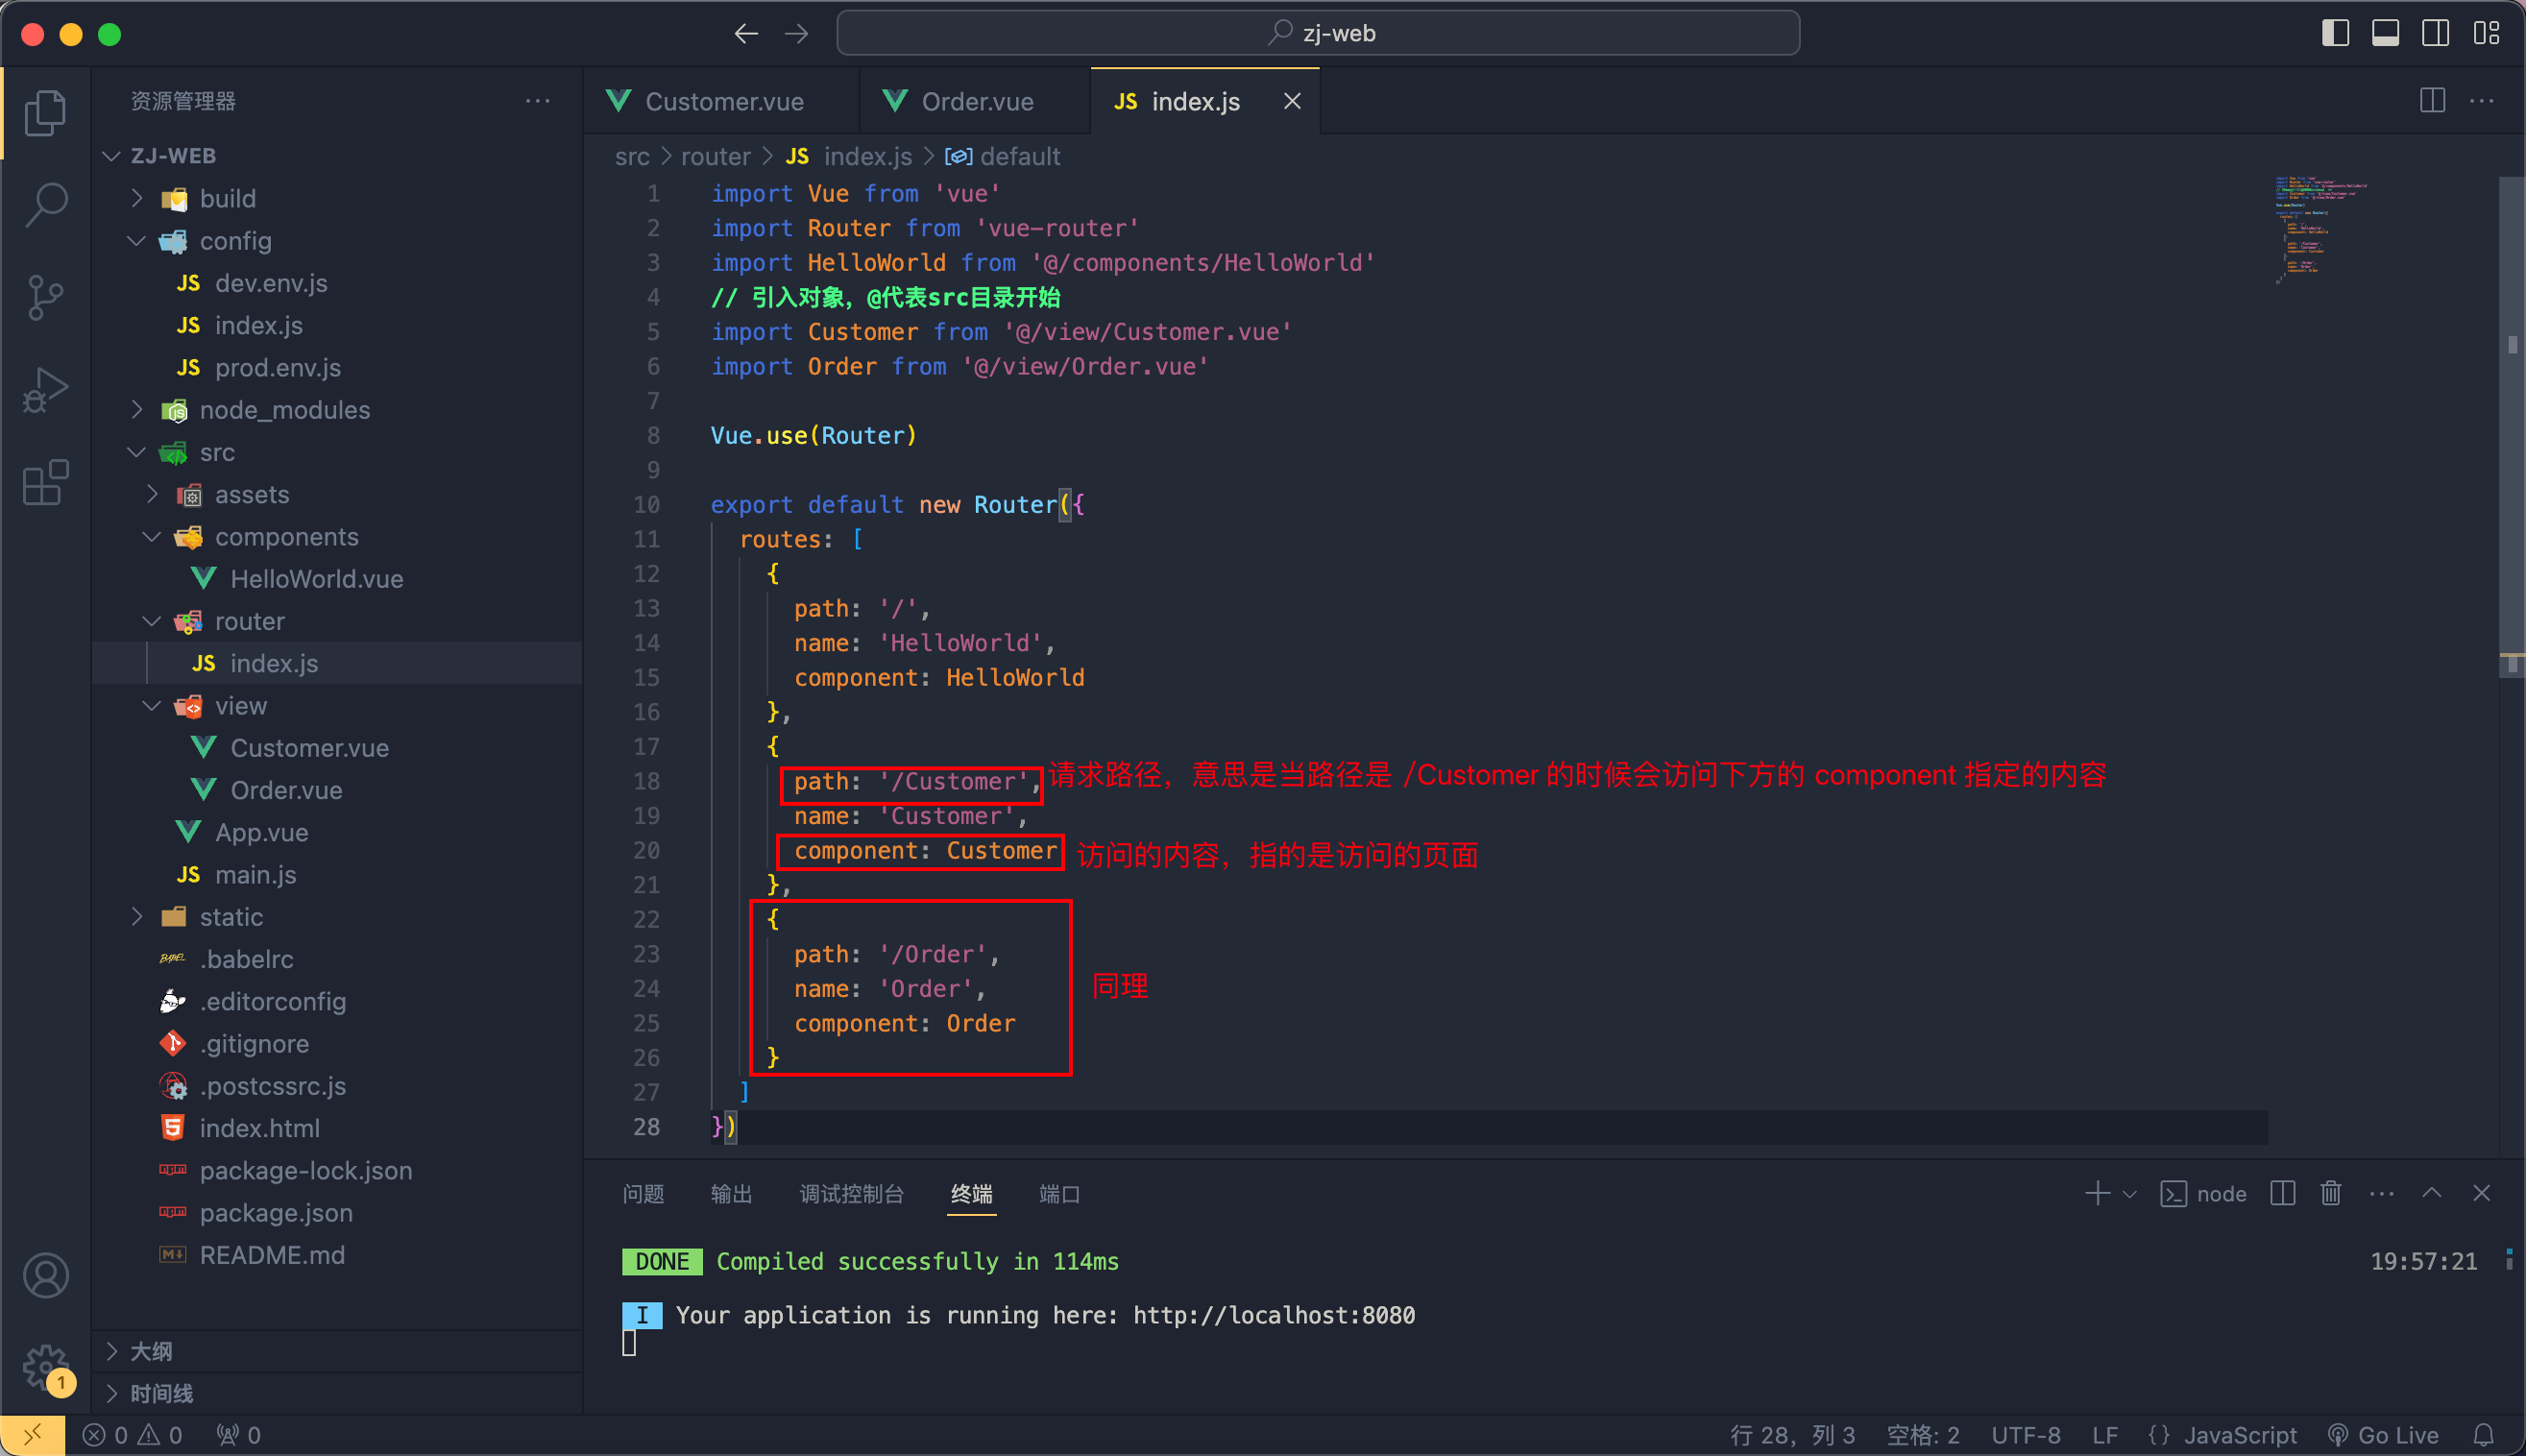 zj-web
资源管理器
ZJ-WEB
build
config
JS dev.env.js
JS index.js
JS prod.env.js
node_modules
src
assets
components
HelloWorld.vue
router
JS index.js
view
Customer.vue
Order.vue
App.vue
JS main.js
static
BABEL .babelrc
.editorconfig
.gitignore
.postcssrc.js
index.html
package-lock.json
package.json
README.md
大纲
时间线
Customer.vue
Order.vue
JS index.js
src > router > JS index.js > default
1 import Vue from 'vue'
2 import Router from 'vue-router'
3 import HelloWorld from '@/components/HelloWorld'
4 // 引入对象，@代表src目录开始
5 import Customer from '@/view/Customer.vue'
6 import Order from '@/view/Order.vue'
7
8 Vue.use(Router)
9
10 export default new Router({
11 routes: [
12 {
13 path: '/',
14 name: 'HelloWorld',
15 component: HelloWorld
16 },
17 {
18 path: '/Customer', 请求路径，意思是当路径是 /Customer 的时候会访问下方的 component 指定的内容
19 name: 'Customer',
20 component: Customer 访问的内容，指的是访问的页面
21 },
22 {
23 path: '/Order',
24 name: 'Order', 同理
25 component: Order
26 }
27 ]
28 })
问题 输出 调试控制台 终端 端口
node
DONE Compiled successfully in 114ms 19:57:21
I Your application is running here: http://localhost:8080
1
0 0 0
行 28，列 3 空格: 2 UTF-8 LF {} JavaScript Go Live